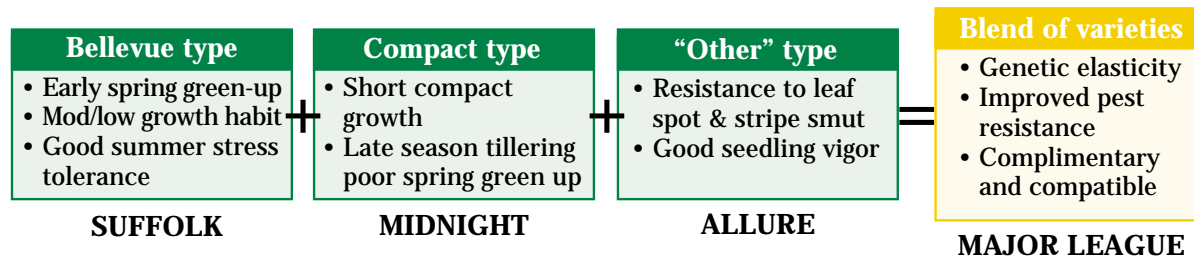 Bellevue type
• Early spring green-up
• Mod/low growth habit
• Good summer stress
tolerance
SUFFOLK
+
Compact type
• Short compact
growth
• Late season tillering
poor spring green up
MIDNIGHT
+
“Other” type
• Resistance to leaf
spot & stripe smut
• Good seedling vigor
ALLURE
=
Blend of varieties
• Genetic elasticity
• Improved pest
resistance
• Complimentary
and compatible
MAJOR LEAGUE